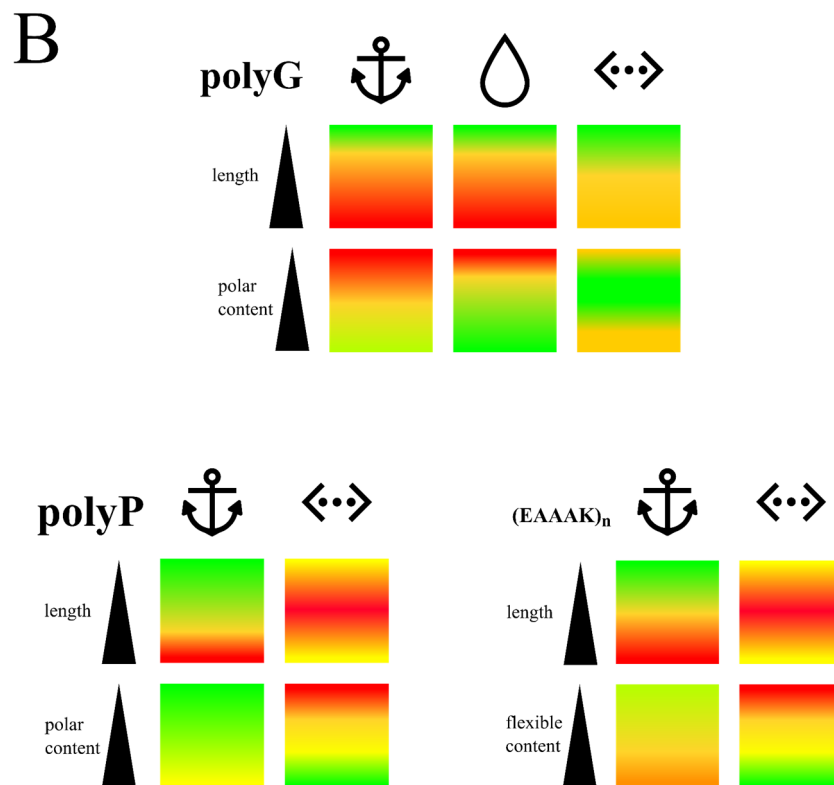 B
polyG
length
polar
content
polyP
length
polar
content
(EAAAK)n
length
flexible
content